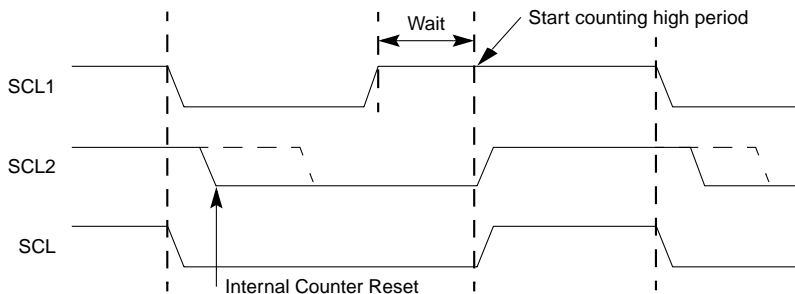 Wait
Start counting high period
SCL1
SCL2
SCL
Internal Counter Reset